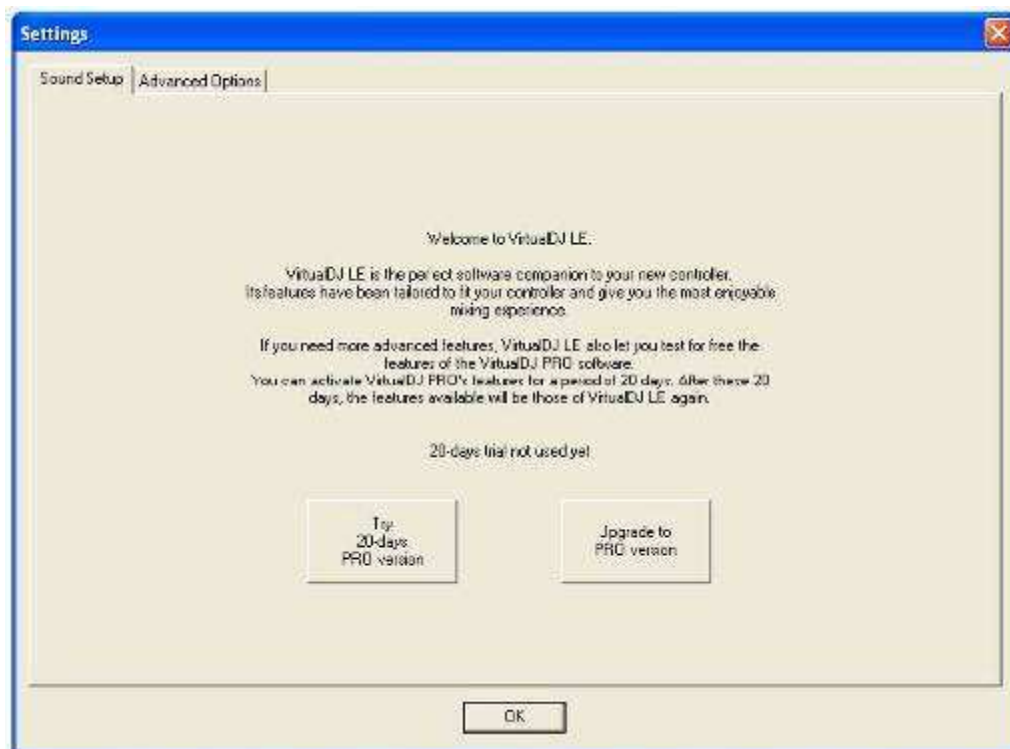 Settings
Sound Setup
Advanced Options
Welcome to VirtualDJ LE.
VirtualDJ LE is the perfect software companion to your new controller.
Its features have been tailored to fit your controller and give you the most enjoyable
mixing experience.
If you need more advanced features, VirtualDJ LE also let you test for free the
features of the VirtualDJ PRO software.
You can activate VirtualDJ PRO's features for a period of 20 days. After these 20
days, the features available will be those of VirtualDJ LE again.
20-days trial not used yet
Try
20-days
PRO version
Upgrade to
PRO version
OK